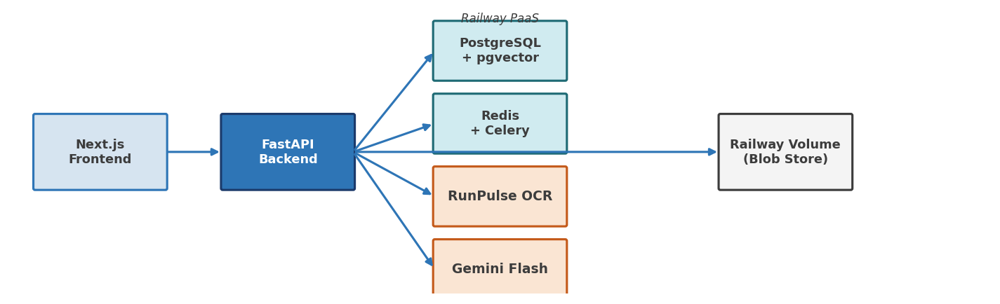 Railway PaaS
PostgreSQL
+ pgvector
Redis
+ Celery
Next.js
Frontend
FastAPI
Backend
Railway Volume
(Blob Store)
RunPulse OCR
Gemini Flash